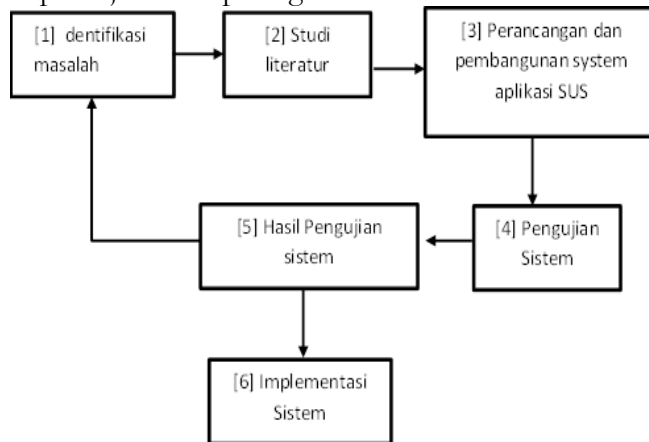 [1] dentifikasi
masalah
[2] Studi
literatur
[3] Perancangan dan
pembangunan system
aplikasi SUS
[4] Pengujian
Sistem
[5] Hasil Pengujian
sistem
[6] Implementasi
Sistem